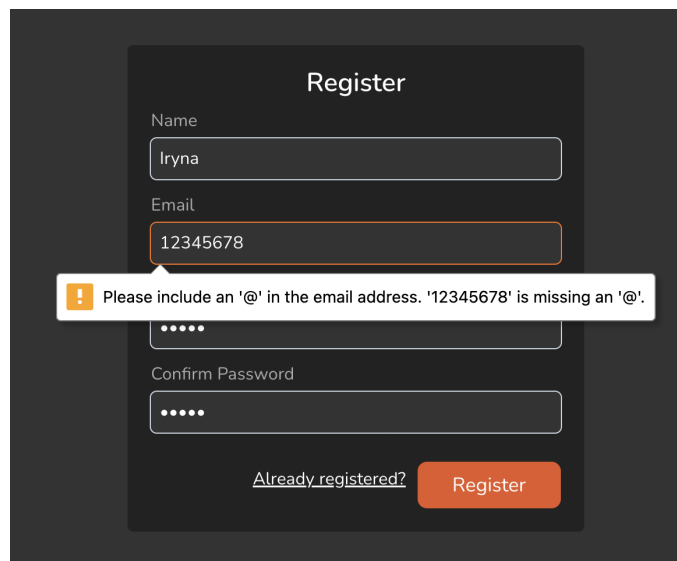 Register
Name
Iryna
Email
12345678
Please include an '@' in the email address. '12345678' is missing an '@'.
•••••
Confirm Password
•••••
Already registered?
Register